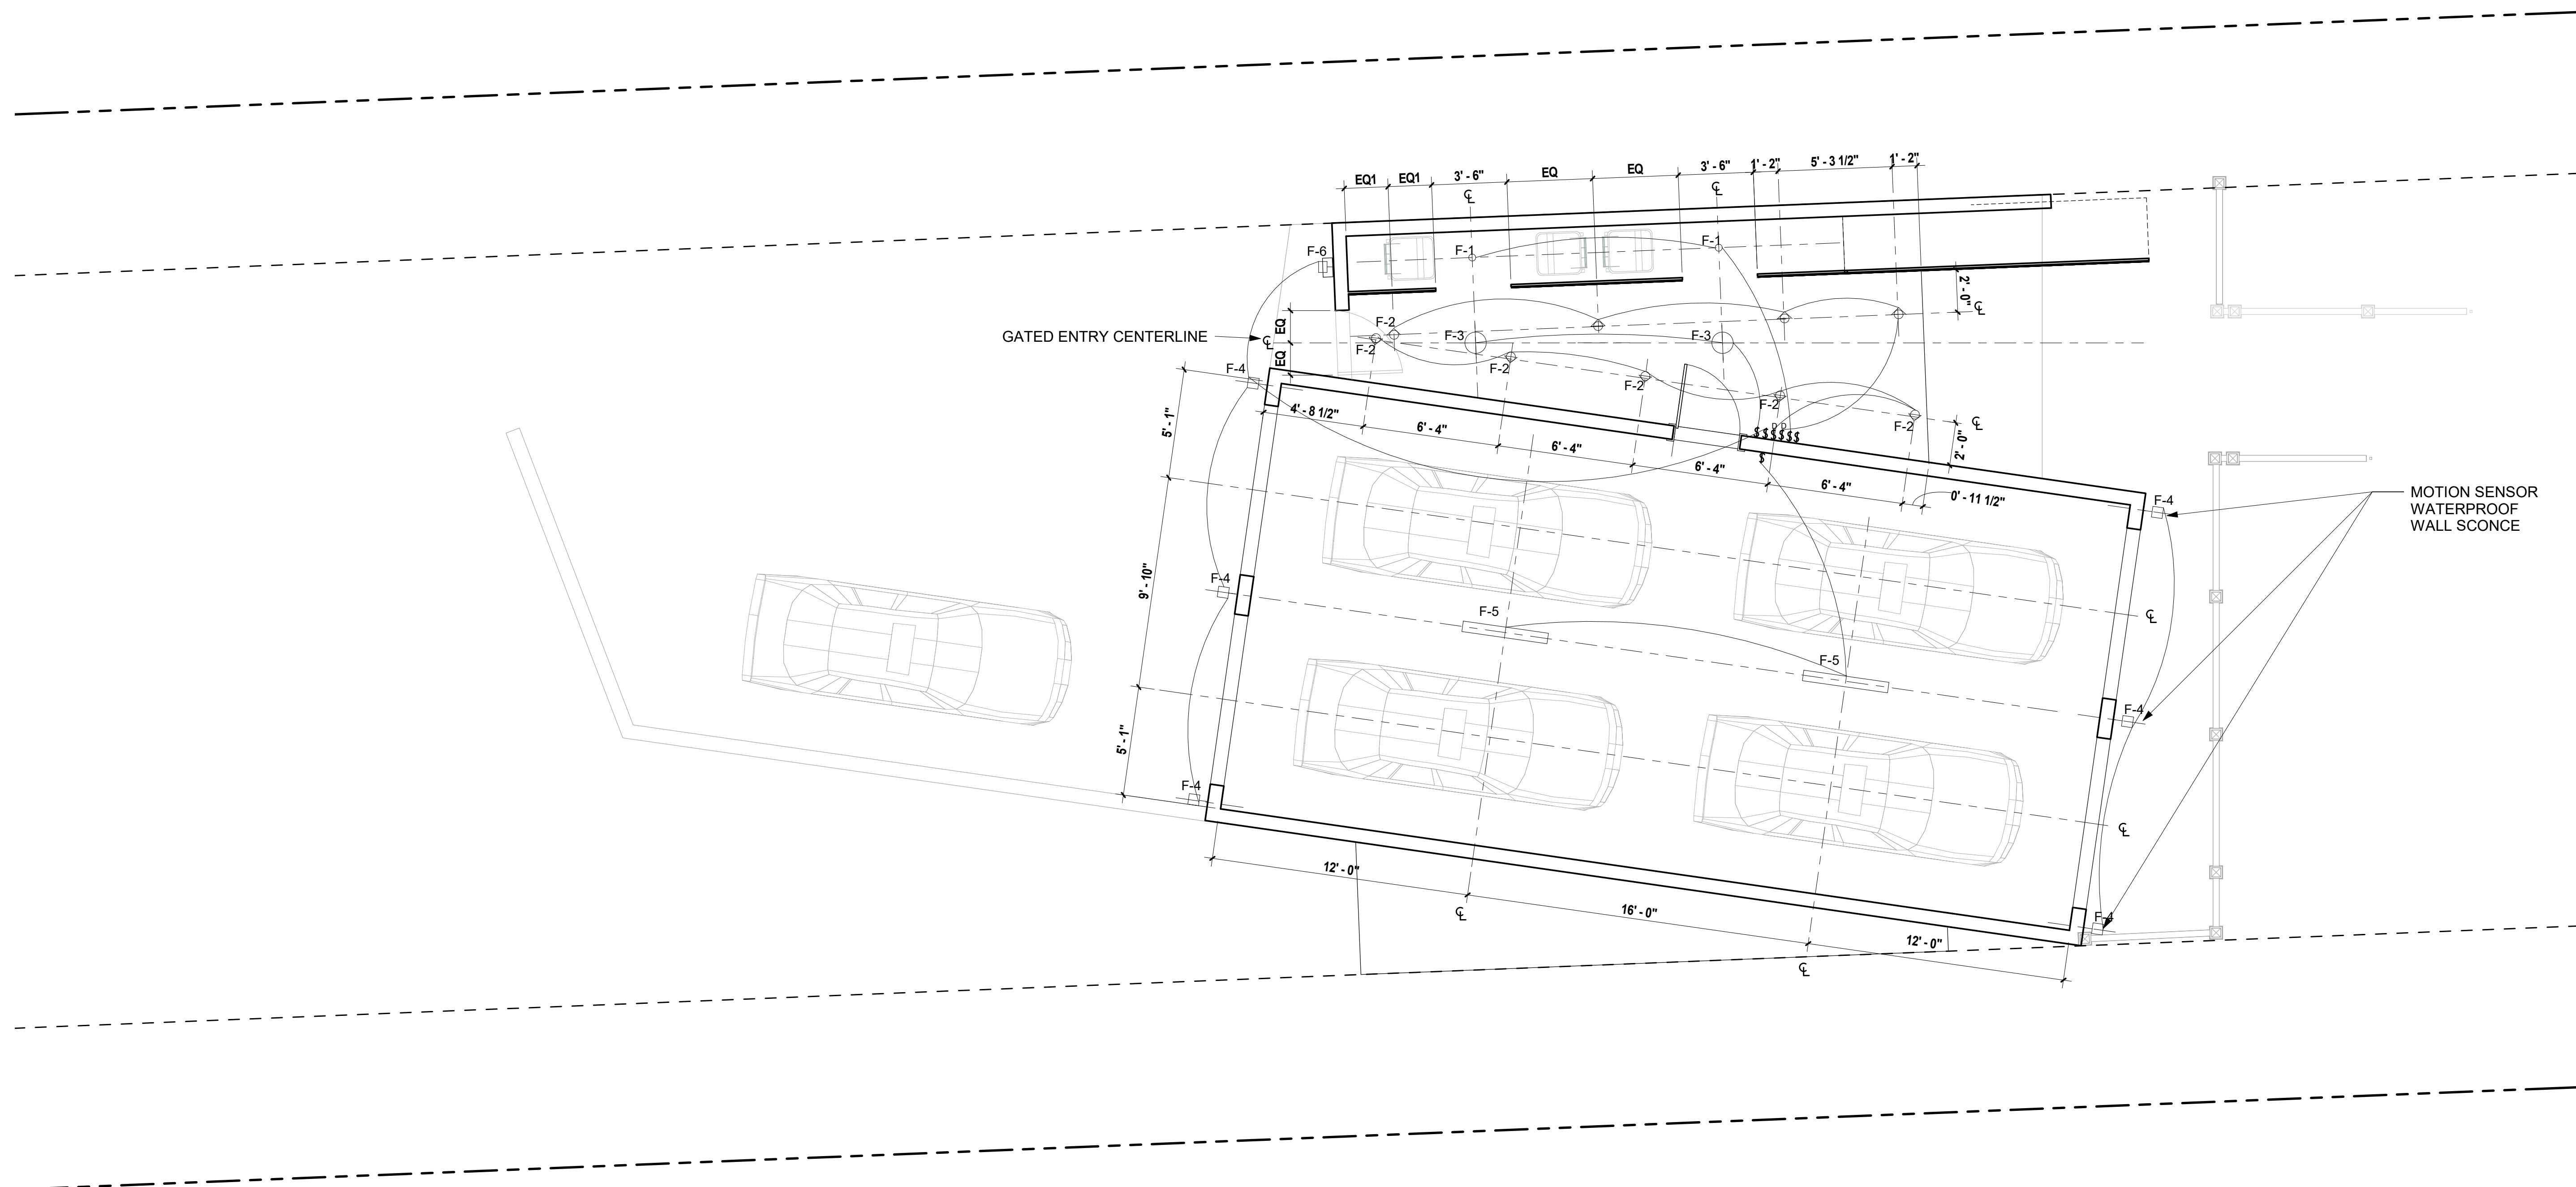 EQ1
EQ1
3' - 6"
EQ
EQ
3' - 6"
1' - 2"
5' - 3 1/2"
1' - 2"
℄
℄
F-6
F-1
F-1
2' - 0"
℄
F-2
EQ
GATED ENTRY CENTERLINE
℄
F-2
F-3
F-3
EQ
F-4
F-2
F-2
F-2
F-2
℄
5' - 1"
4' - 8 1/2"
6' - 4"
6' - 4"
6' - 4"
6' - 4"
0' - 11 1/2"
$ $ $ $ $
$
2' - 0"
F-4
MOTION SENSOR
WATERPROOF
WALL SCONCE
9' - 10"
F-4
F-5
℄
F-5
F-4
5' - 1"
F-4
℄
12' - 0"
℄
16' - 0"
F-4
12' - 0"
℄